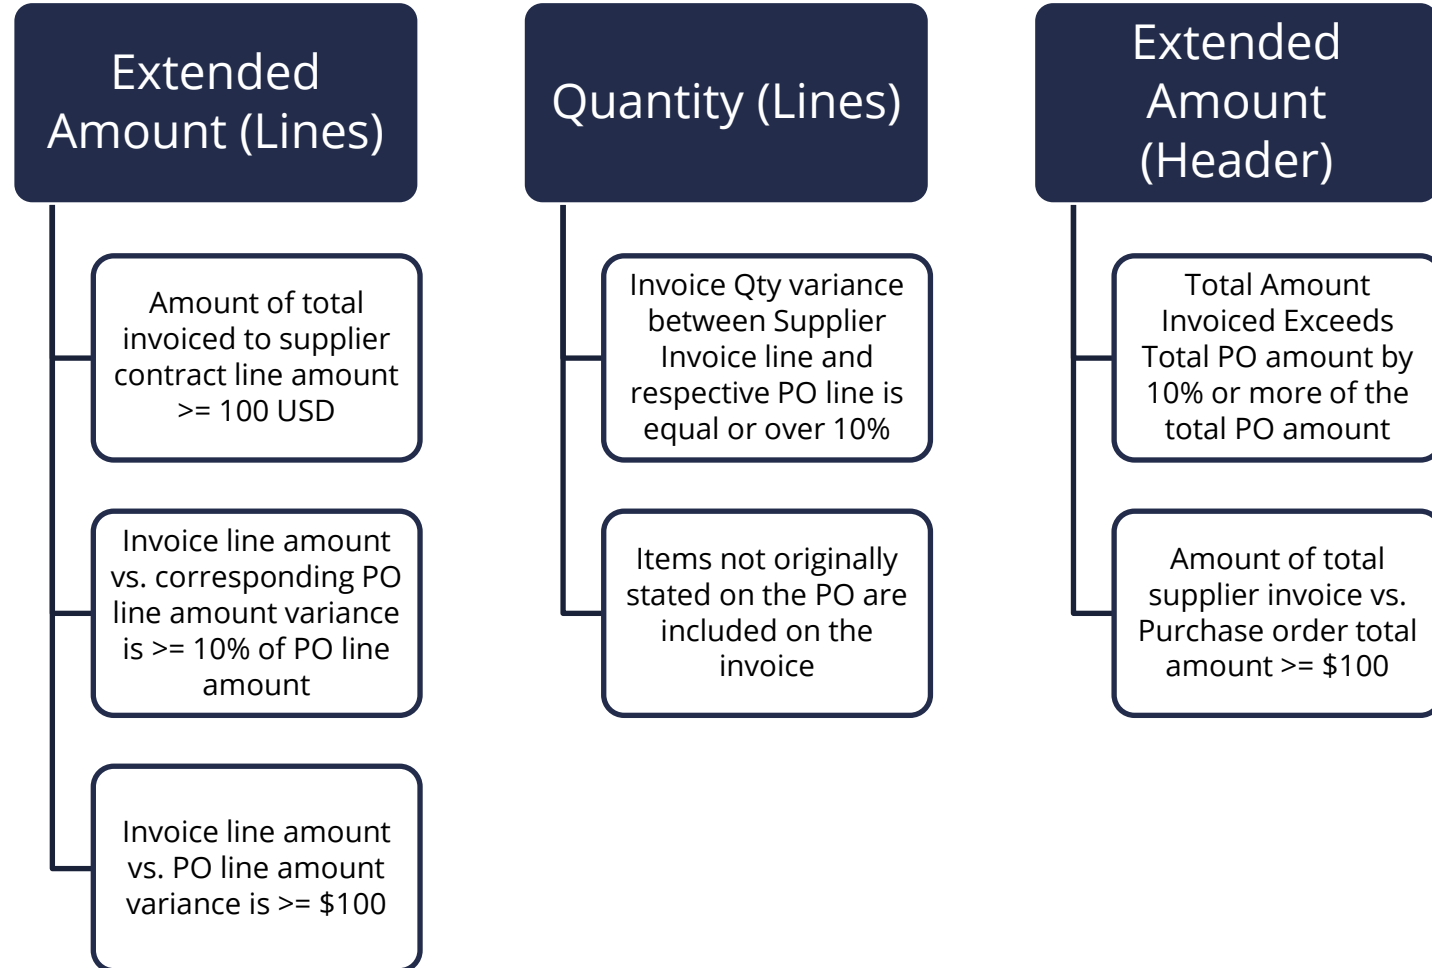 Extended
Amount (Lines)
Amount of total
invoiced to supplier
contract line amount
>= 100 USD
Invoice line amount
vs. corresponding PO
line amount variance
is >= 10% of PO line
amount
Invoice line amount
vs. PO line amount
variance is >= $100
Quantity (Lines)
Invoice Qty variance
between Supplier
Invoice line and
respective PO line is
equal or over 10%
Items not originally
stated on the PO are
included on the
invoice
Extended
Amount
(Header)
Total Amount
Invoiced Exceeds
Total PO amount by
10% or more of the
total PO amount
Amount of total
supplier invoice vs.
Purchase order total
amount >= $100